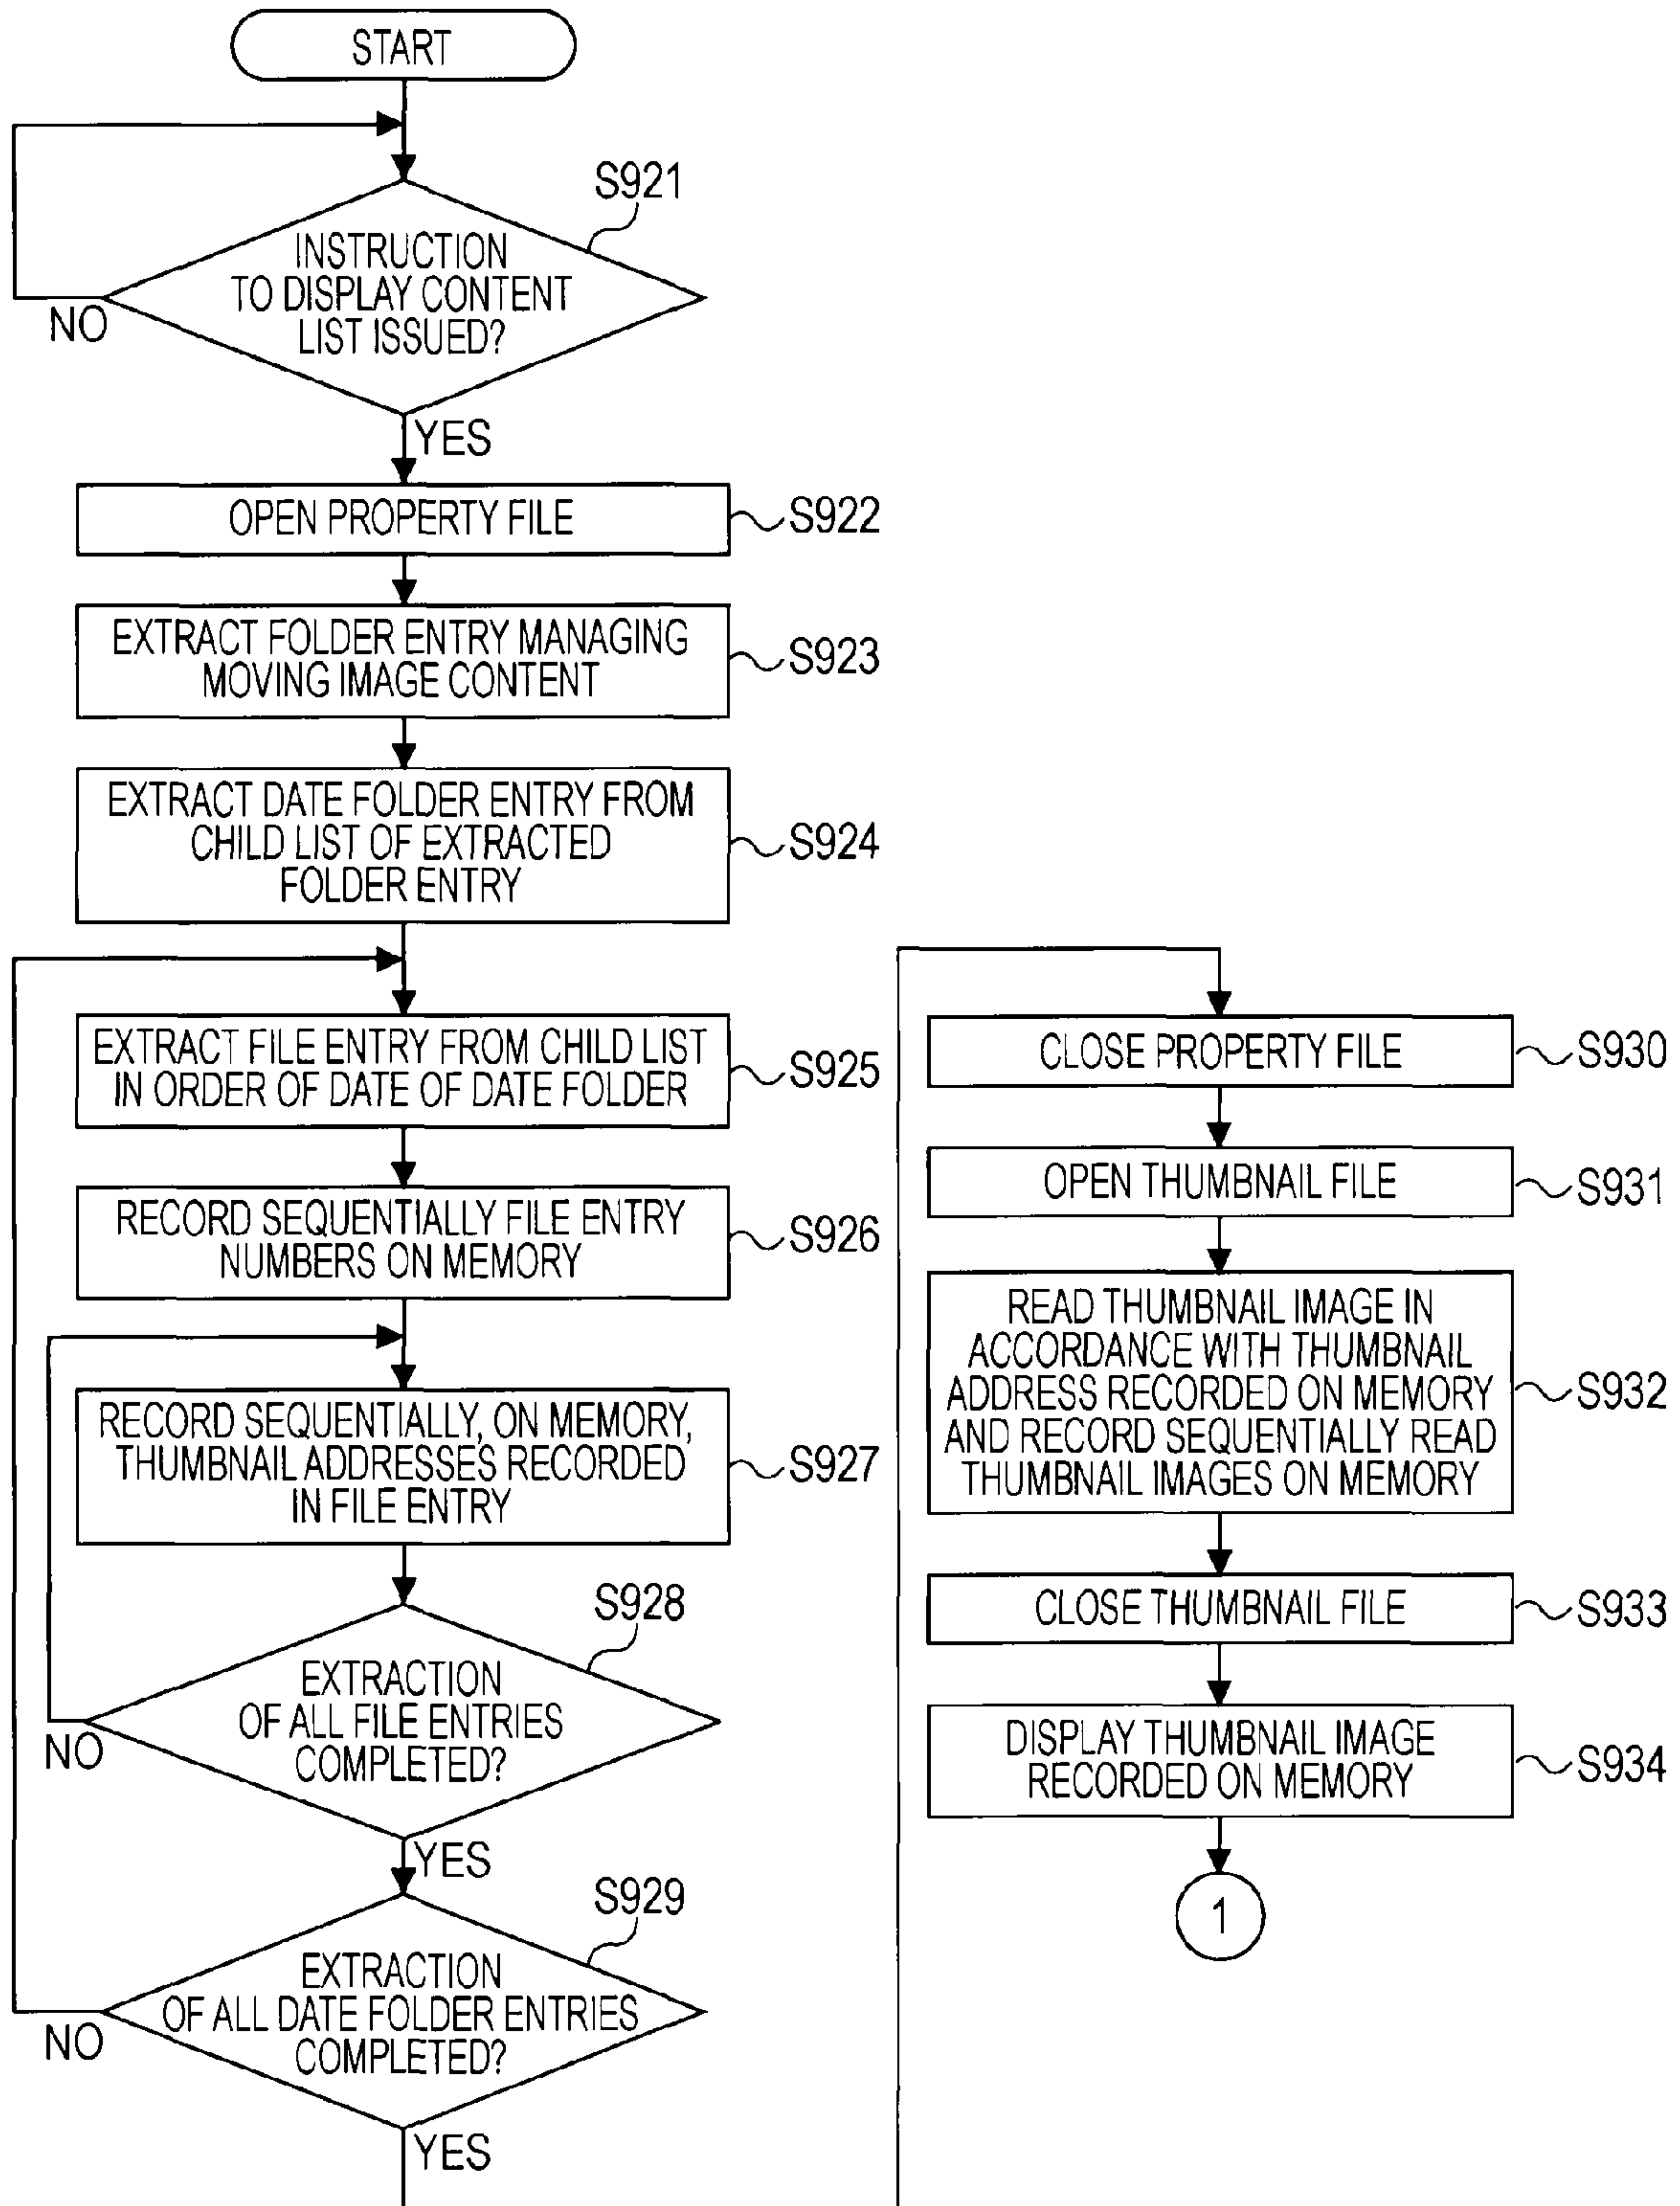 START
S921
INSTRUCTION
TO DISPLAY CONTENT
LIST ISSUED?
NO
YES
OPEN PROPERTY FILE
S922
EXTRACT FOLDER ENTRY MANAGING
MOVING IMAGE CONTENT
S923
EXTRACT DATE FOLDER ENTRY FROM
CHILD LIST OF EXTRACTED
FOLDER ENTRY
S924
EXTRACT FILE ENTRY FROM CHILD LIST
IN ORDER OF DATE OF DATE FOLDER
S925
RECORD SEQUENTIALLY FILE ENTRY
NUMBERS ON MEMORY
S926
RECORD SEQUENTIALLY, ON MEMORY,
THUMBNAIL ADDRESSES RECORDED
IN FILE ENTRY
S927
S928
EXTRACTION
OF ALL FILE ENTRIES
COMPLETED?
NO
YES
S929
EXTRACTION
OF ALL DATE FOLDER ENTRIES
COMPLETED?
NO
YES
CLOSE PROPERTY FILE
S930
OPEN THUMBNAIL FILE
S931
READ THUMBNAIL IMAGE IN
ACCORDANCE WITH THUMBNAIL
ADDRESS RECORDED ON MEMORY
AND RECORD SEQUENTIALLY READ
THUMBNAIL IMAGES ON MEMORY
S932
CLOSE THUMBNAIL FILE
S933
DISPLAY THUMBNAIL IMAGE
RECORDED ON MEMORY
S934
1